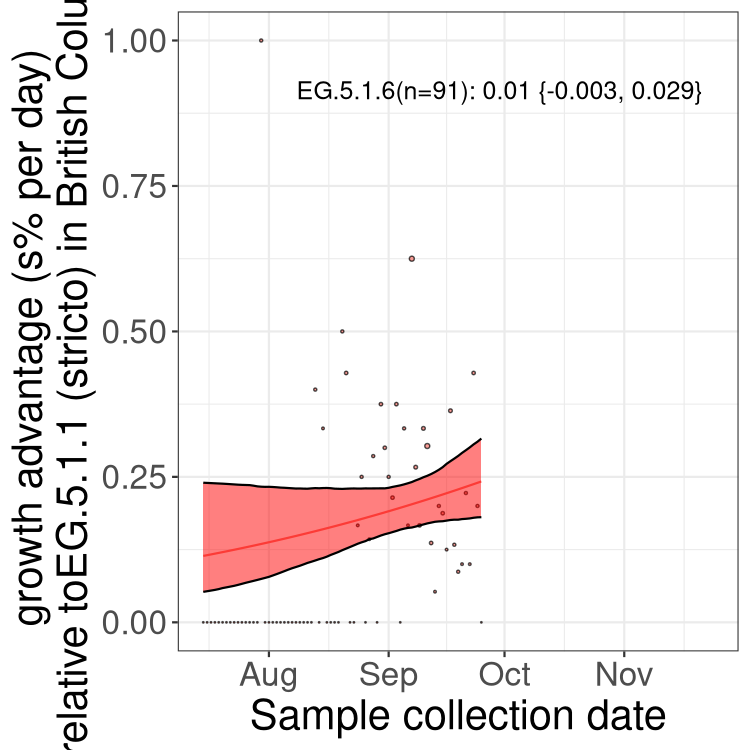 growth advantage (s% per day)
relative toEG.5.1.1 (stricto) in British Colu
1.00
0.75
0.50
0.25
0.00
EG.5.1.6(n=91): 0.01 {-0.003, 0.029}
Aug Sep Oct Nov
Sample collection date